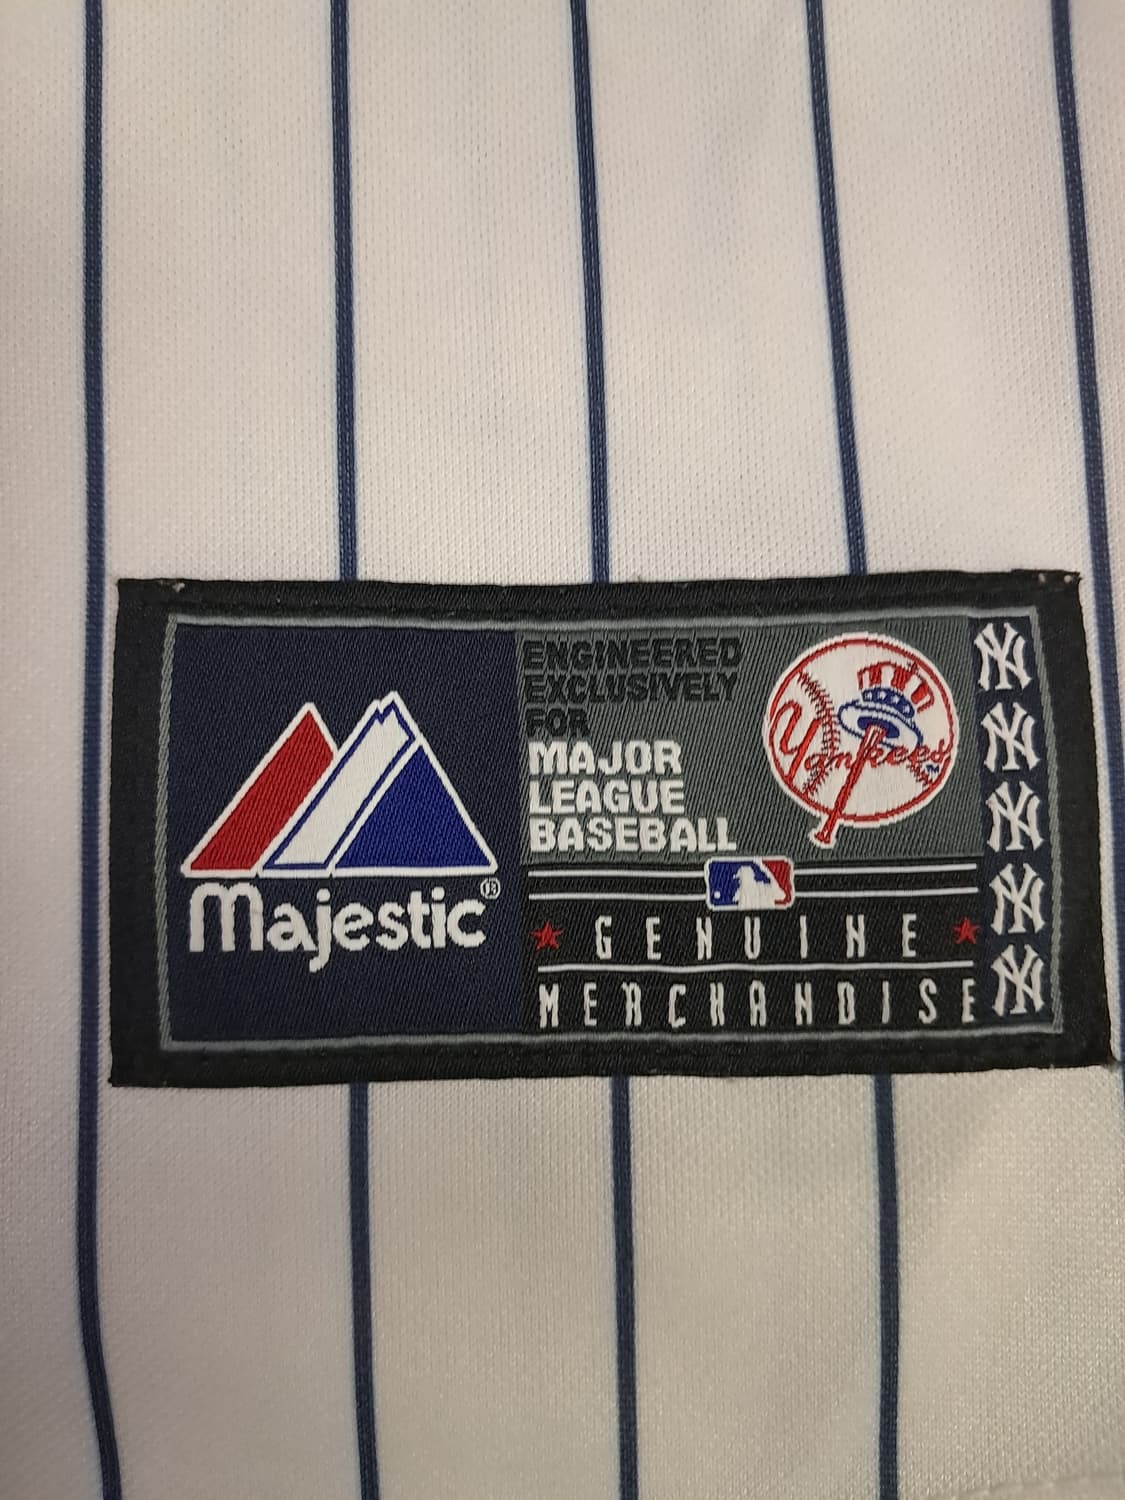 Majestic®
ENGINEERED
EXCLUSIVELY
FOR
MAJOR
LEAGUE
BASEBALL
Yankees
GENUINE
MERCHANDISE
NY
NY
NY
NY
NY